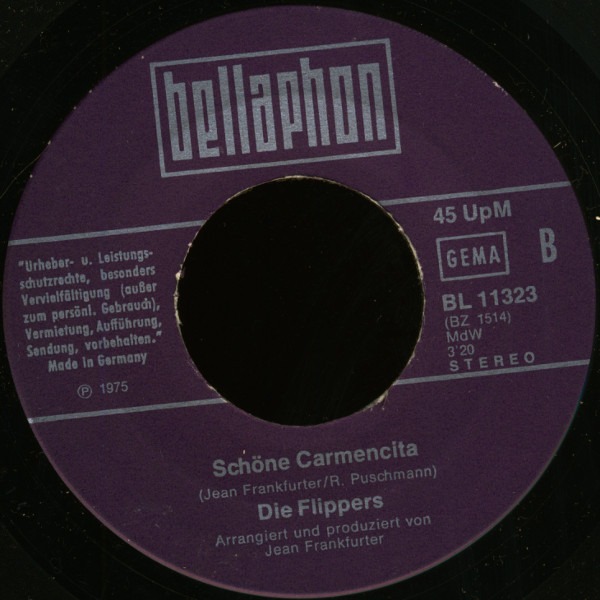 bellaphon
45 UpM
GEMA
B
BL 11323
(BZ 1514)
MdW
3'20
STEREO
"Urheber- u. Leistungs-
schutzrechte, besonders
Vervielfältigung (außer
zum persönl. Gebrauch),
Vermietung, Aufführung,
Sendung, vorbehalten."
Made in Germany
℗ 1975
Schöne Carmencita
(Jean Frankfurter/R. Puschmann)
Die Flippers
Arrangiert und produziert von
Jean Frankfurter